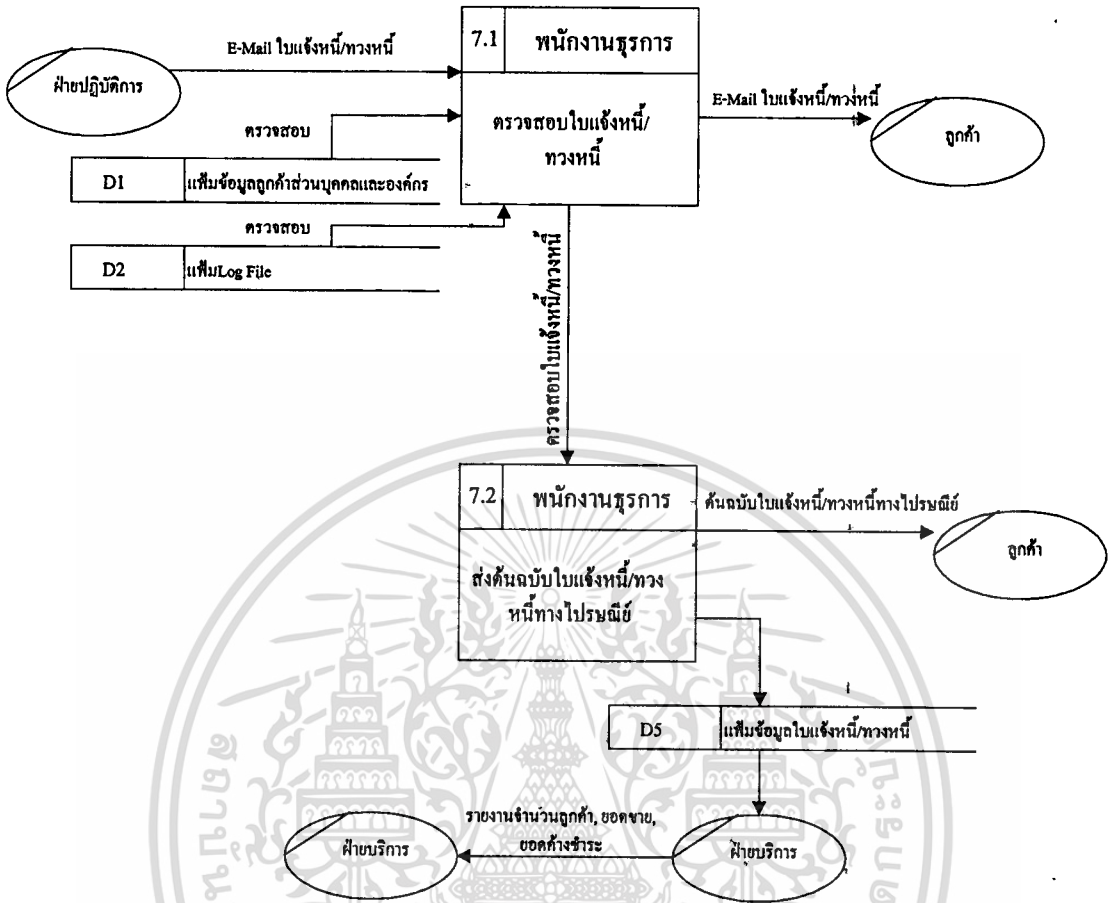 7.1 พนักงานธุรการ
E-Mail ใบแจ้งหนี้/ทวงหนี้
ฝ่ายปฏิบัติการ
ตรวจสอบใบแจ้งหนี้/
ทวงหนี้
E-Mail ใบแจ้งหนี้/ทวงหนี้
ลูกค้า
ตรวจสอบ
D1 แฟ้มข้อมูลลูกค้าส่วนบุคคลและองค์กร
ตรวจสอบ
D2 แฟ้มLog File
ตรวจสอบใบแจ้งหนี้/ทวงหนี้
7.2 พนักงานธุรการ
ต้นฉบับใบแจ้งหนี้/ทวงหนี้ทางไปรษณีย์
ลูกค้า
ส่งต้นฉบับใบแจ้งหนี้/ทวง
หนี้ทางไปรษณีย์
D5 แฟ้มข้อมูลใบแจ้งหนี้/ทวงหนี้
รายงานจำนวนลูกค้า, ยอดขาย,
ยอดค้างชำระ
ฝ่ายบริการ
ฝ่ายบริการ